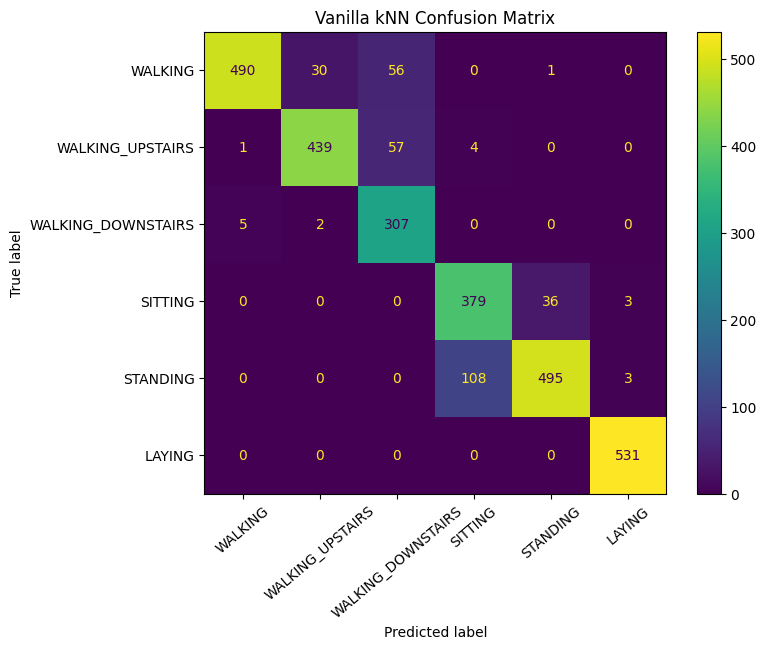 Vanilla kNN Confusion Matrix
True label
WALKING 490 30 56 0 1 0
WALKING_UPSTAIRS 1 439 57 4 0 0
WALKING_DOWNSTAIRS 5 2 307 0 0 0
SITTING 0 0 0 379 36 3
STANDING 0 0 0 108 495 3
LAYING 0 0 0 0 0 531
WALKING WALKING_UPSTAIRS WALKING_DOWNSTAIRS SITTING STANDING LAYING
Predicted label
500
400
300
200
100
0